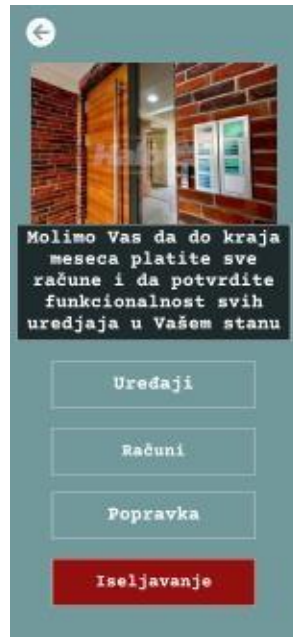 Molimo Vas da do kraja
meseca platite sve
račune i da potvrdite
funkcionalnost svih
uredjaja u Vašem stanu
Uređaji
Računi
Popravka
Iseljavanje